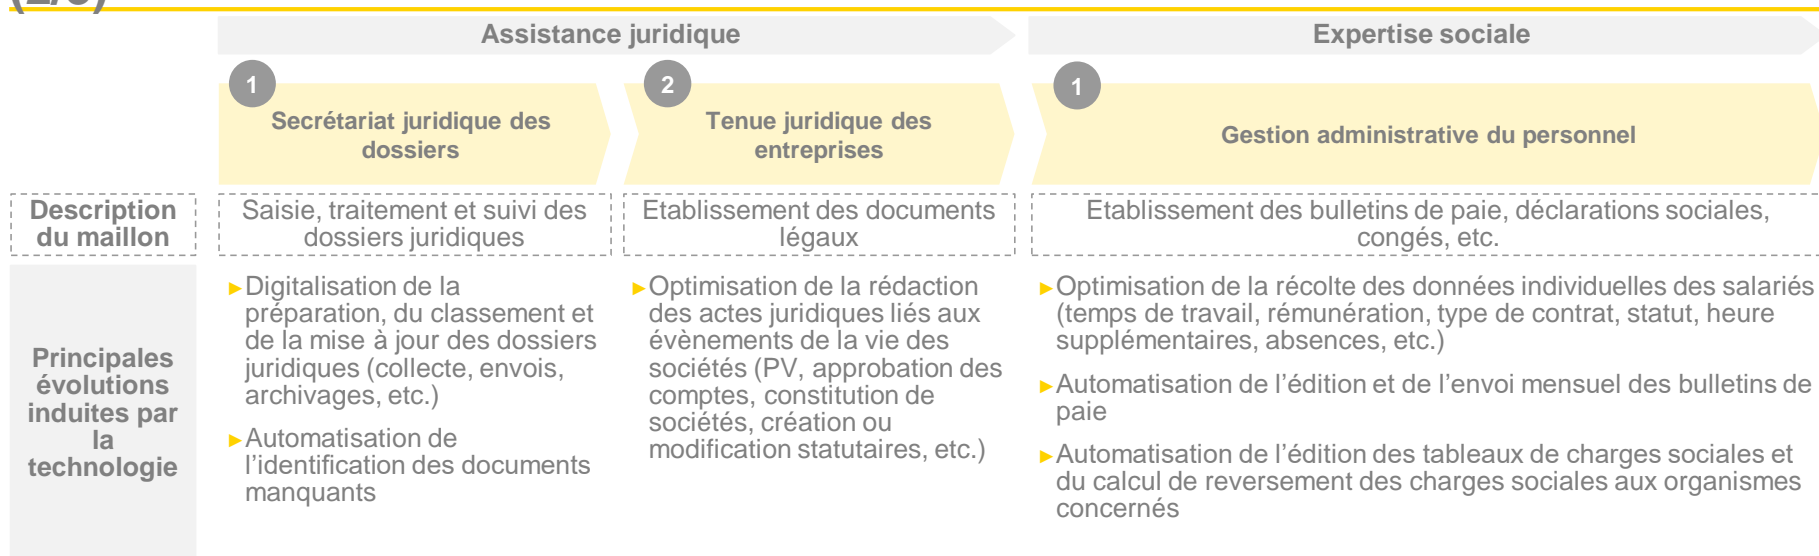 Assistance juridique
Expertise sociale
1
Secrétariat juridique des
dossiers
2
Tenue juridique des
entreprises
1
Gestion administrative du personnel
Description
du maillon
Saisie, traitement et suivi des
dossiers juridiques
Etablissement des documents
légaux
Etablissement des bulletins de paie, déclarations sociales,
congés, etc.
Principales
évolutions
induites par
la
technologie
►Digitalisation de la
préparation, du classement et
de la mise à jour des dossiers
juridiques (collecte, envois,
archivages, etc.)
►Automatisation de
l’identification des documents
manquants
►Optimisation de la rédaction
des actes juridiques liés aux
évènements de la vie des
sociétés (PV, approbation des
comptes, constitution de
sociétés, création ou
modification statutaires, etc.)
►Optimisation de la récolte des données individuelles des salariés
(temps de travail, rémunération, type de contrat, statut, heure
supplémentaires, absences, etc.)
►Automatisation de l’édition et de l’envoi mensuel des bulletins de
paie
►Automatisation de l’édition des tableaux de charges sociales et
du calcul de reversement des charges sociales aux organismes
concernés